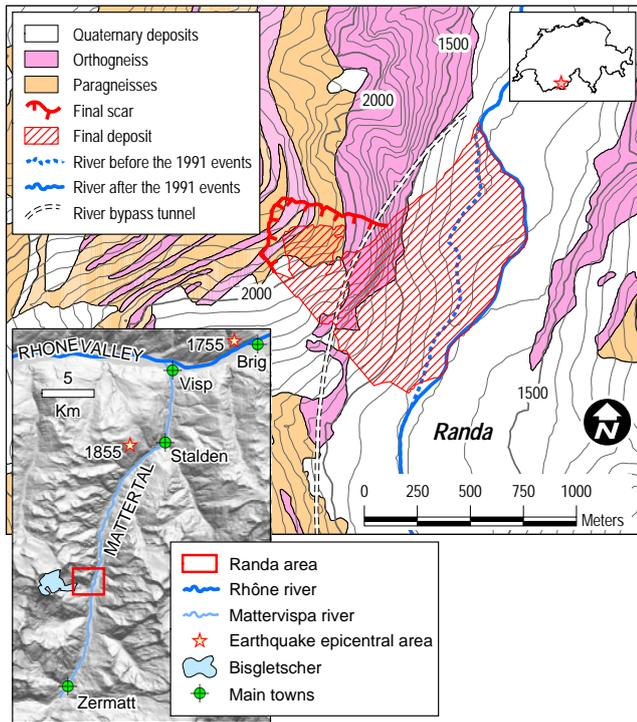 Quaternary deposits
Orthogneiss
Paragneisses
Final scar
Final deposit
River before the 1991 events
River after the 1991 events
River bypass tunnel
1500
2000
2000
1500
Randa
N
0 250 500 750 1000
Meters
RHONE VALLEY
1755
Brig
Visp
5
Km
1855
Stalden
MATTERTAL
Zermatt
Randa area
Rhône river
Mattervispa river
Earthquake epicentral area
Bisgletscher
Main towns